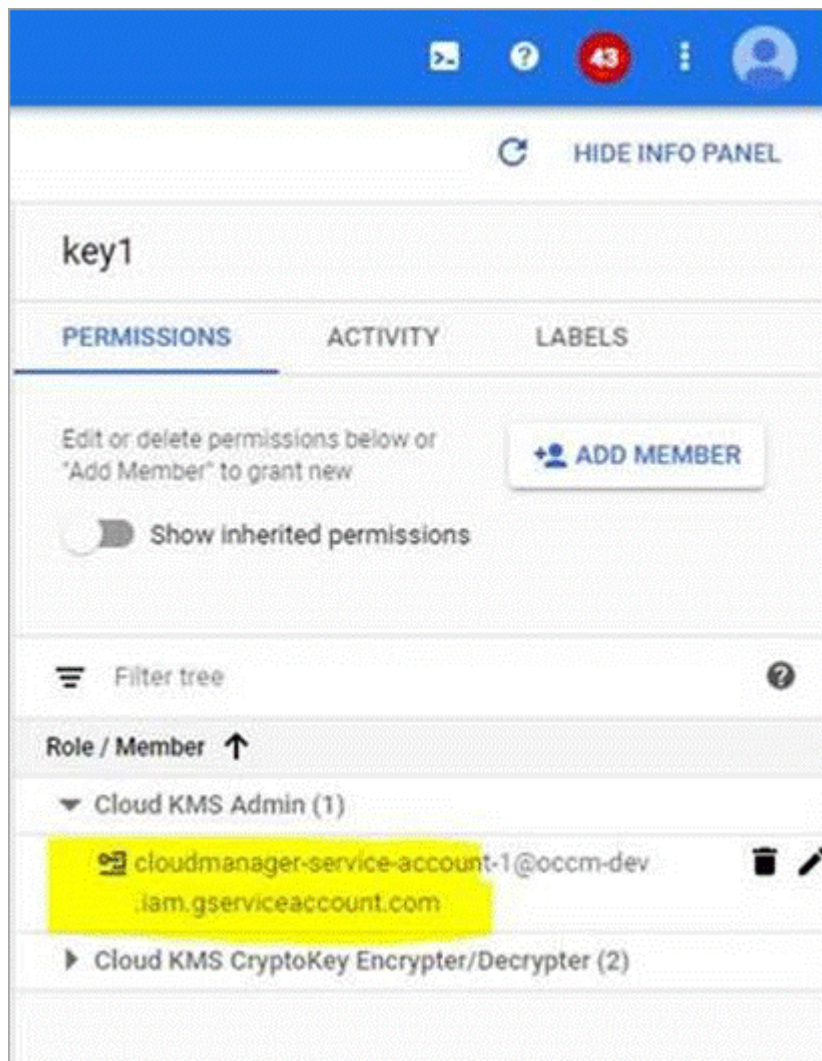 43
HIDE INFO PANEL
key1
PERMISSIONS ACTIVITY LABELS
Edit or delete permissions below or
"Add Member" to grant new
ADD MEMBER
Show inherited permissions
Filter tree
Role / Member
Cloud KMS Admin (1)
cloudmanager-service-account-1@occm-dev
.iam.gserviceaccount.com
Cloud KMS CryptoKey Encrypter/Decrypter (2)